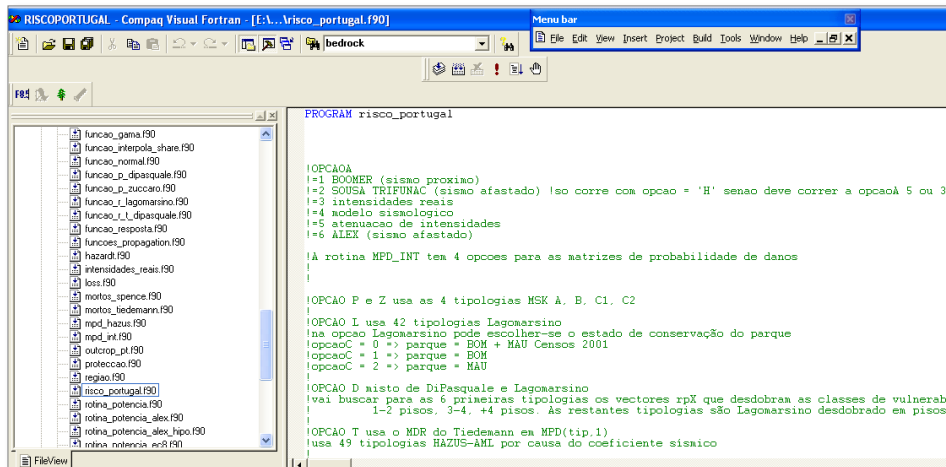 RISCOPORTUGAL - Compaq Visual Fortran - [E:\...\risco_portugal.f90]
Menu bar
File Edit View Insert Project Build Tools Window Help
bedrock
funcao_gama.f90
funcao_interpola_share.f90
funcao_normal.f90
funcao_p_dipasquale.f90
funcao_p_zuccaro.f90
funcao_r_lagomarsino.f90
funcao_r_t_dipasquale.f90
funcao_resposta.f90
funcoes_propagation.f90
hazardt.f90
intensidades_reais.f90
loss.f90
mortos_spence.f90
mortos_tiedemann.f90
mpd_hazus.f90
mpd_int.f90
outcrop_pt.f90
proteccao.f90
regiao.f90
risco_portugal.f90
rotina_potencia.f90
rotina_potencia_alex.f90
rotina_potencia_alex_hipo.f90
rotina_potencia_ec8.f90
FileView
PROGRAM risco_portugal
!OPCAOA
!=1 BOOMER (sismo proximo)
!=2 SOUSA TRIFUNAC (sismo afastado) !so corre com opcao = 'H' senao deve correr a opcaoA 5 ou 3
!=3 intensidades reais
!=4 modelo sismologico
!=5 atenuacao de intensidades
!=6 ALEX (sismo afastado)
!A rotina MPD_INT tem 4 opcoes para as matrizes de probabilidade de danos
!
!
!OPCAO P e Z usa as 4 tipologias MSK A, B, C1, C2
!
!OPCAO L usa 42 tipologias Lagomarsino
!na opcao Lagomarsino pode escolher-se o estado de conservação do parque
!opcaoC = 0 => parque = BOM + MAU Censos 2001
!opcaoC = 1 => parque = BOM
!opcaoC = 2 => parque = MAU
!
!OPCAO D misto de DiPasquale e Lagomarsino
!vai buscar para as 6 primeiras tipologias os vectores rpX que desdobram as classes de vulnerab
! 1-2 pisos, 3-4, +4 pisos. As restantes tipologias são Lagomarsino desdobrado em pisos
!
!OPCAO T usa o MDR do Tiedemann em MPD(tip,1)
!usa 49 tipologias HAZUS-AML por causa do coeficiente sismico
!